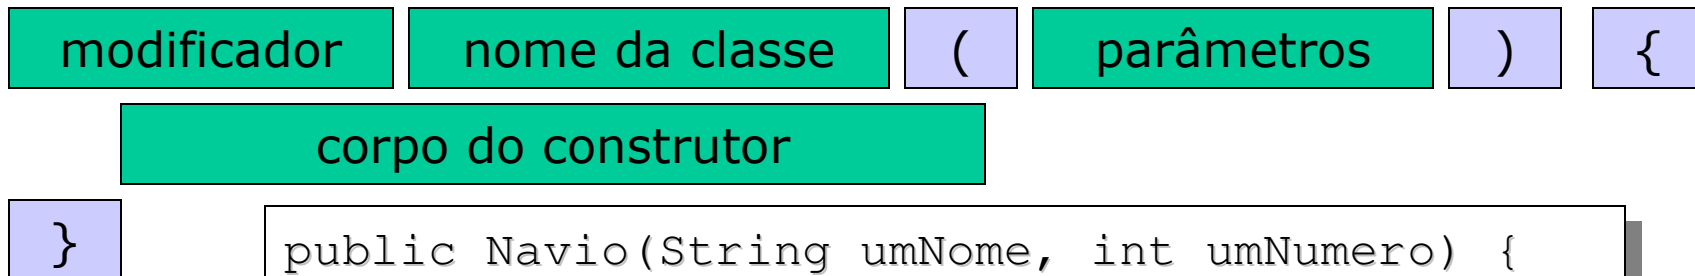 modificador nome da classe ( parâmetros ) {
corpo do construtor
}
public Navio(String umNome, int umNumero) {